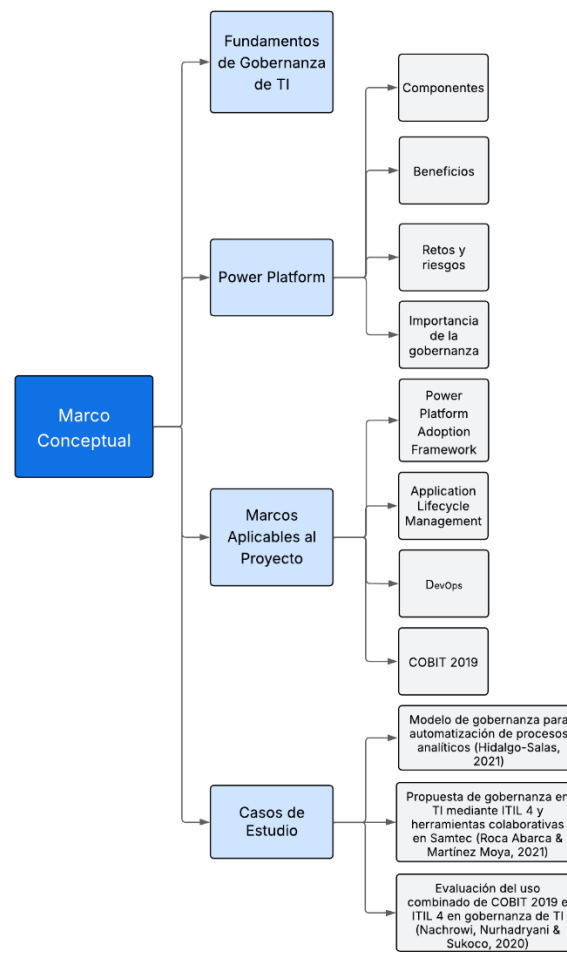 Fundamentos
de Gobernanza
de TI
Componentes
Beneficios
Power Platform
Retos y
riesgos
Importancia
de la
gobernanza
Marco
Conceptual
Power
Platform
Adoption
Framework
Marcos
Aplicables al
Proyecto
Application
Lifecycle
Management
DevOps
COBIT 2019
Modelo de gobernanza para
automatización de procesos
analíticos (Hidalgo-Salas,
2021)
Casos de
Estudio
Propuesta de gobernanza en
TI mediante ITIL 4 y
herramientas colaborativas
en Samtec (Roca Abarca &
Martínez Moya, 2021)
Evaluación del uso
combinado de COBIT 2019 e
ITIL 4 en gobernanza de TI
(Nachrowi, Nurhadryani &
Sukoco, 2020)